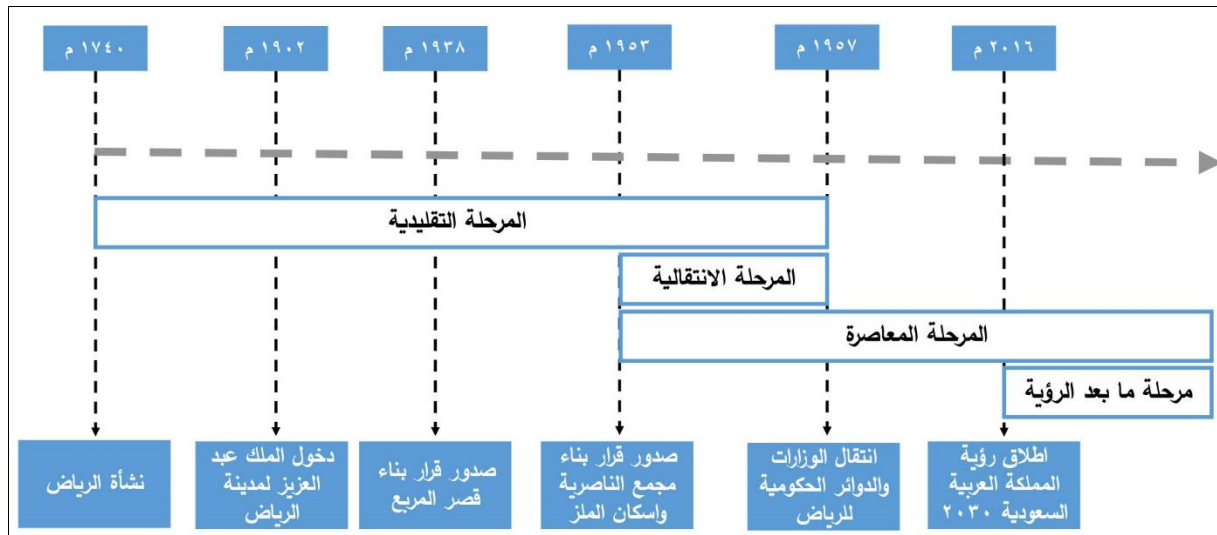 ١٧٤٠ م
١٩٠٢ م
١٩٣٨ م
١٩٥٣ م
١٩٥٧ م
٢٠١٦ م
المرحلة التقليدية
المرحلة الانتقالية
المرحلة المعاصرة
مرحلة ما بعد الرؤية
نشأة الرياض
دخول الملك عبد
العزيز لمدينة
الرياض
صدور قرار بناء
قصر المربع
صدور قرار بناء
مجمع الناصرية
واسكان الملز
انتقال الوزارات
والدوائر الحكومية
للرياض
اطلاق رؤية
المملكة العربية
السعودية ٢٠٣٠